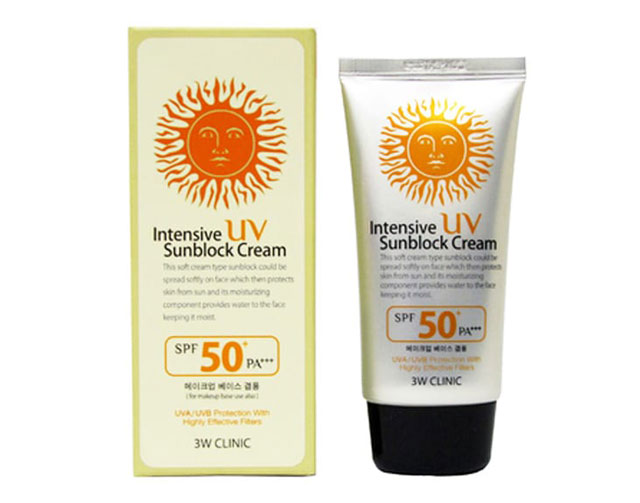 Intensive UV
Sunblock Cream
This soft cream type sunblock could be
spread softly on face which then protects
skin from sun and its moisturizing
component provides water to the face
keeping it moist.
SPF 50+ PA+++
메이크업 베이스 겸용
(for makeup base use also)
UVA/UVB Protection With
Highly Effective Filters
3W CLINIC
Intensive UV
Sunblock Cream
This soft cream type sunblock could be
spread softly on face which then protects
skin from sun and its moisturizing
component provides water to the face
keeping it moist.
SPF 50+ PA+++
메이크업 베이스 겸용
UVA/UVB Protection With
Highly Effective Filters
3W CLINIC